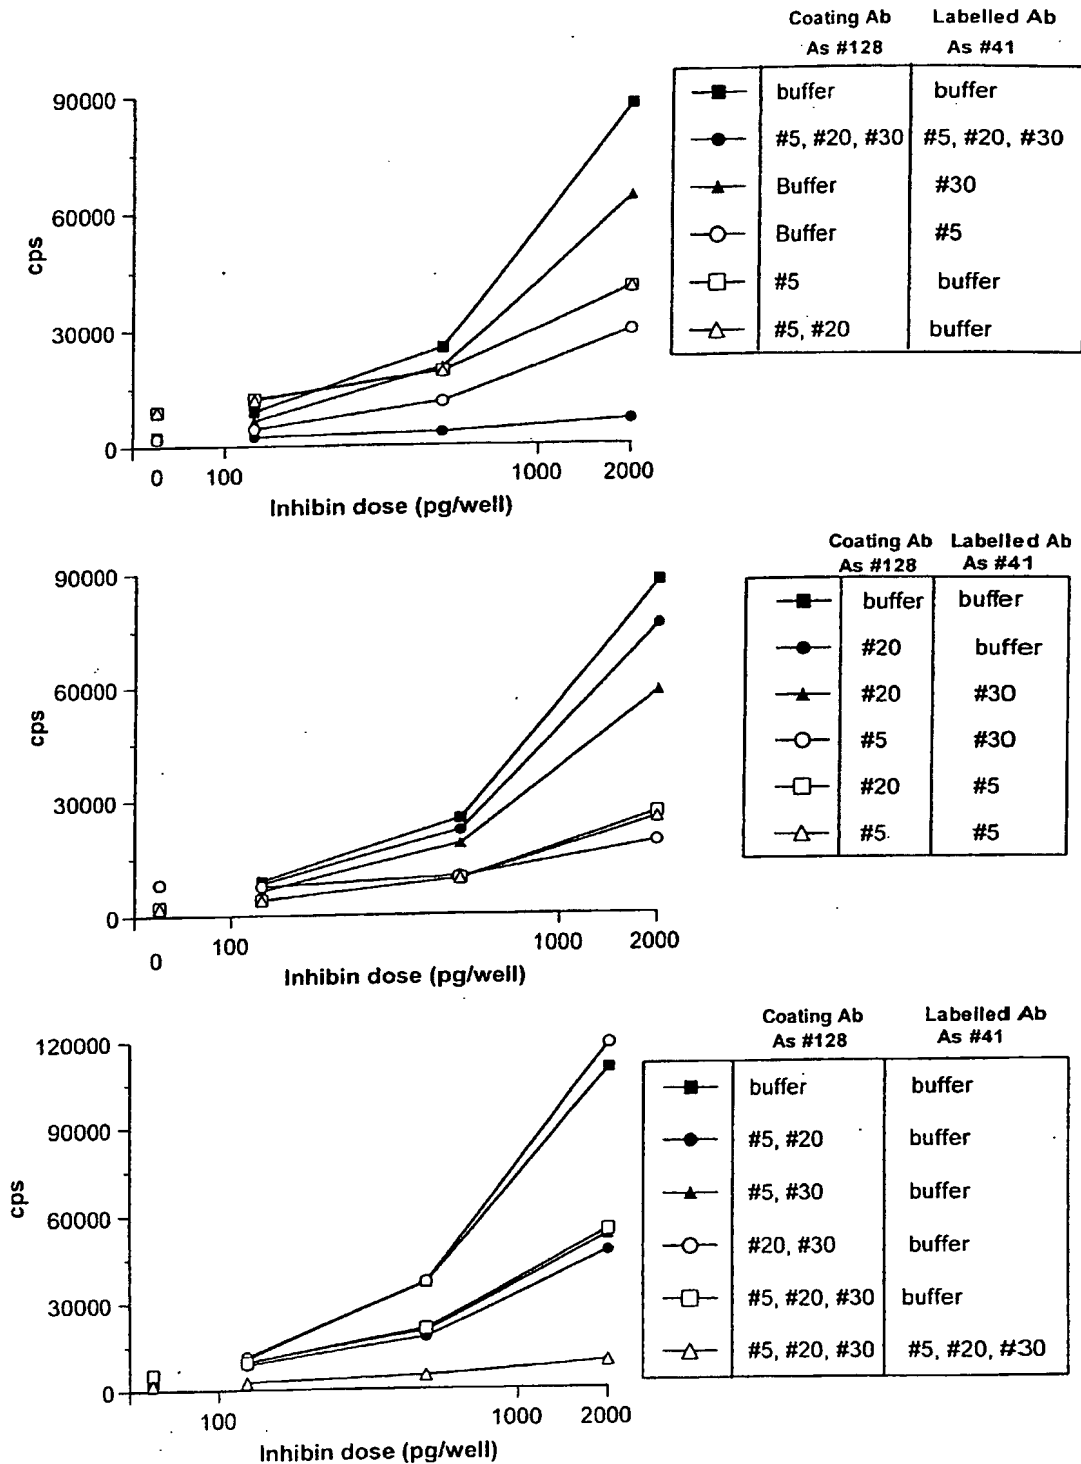 Coating Ab Labelled Ab
As #128 As #41
buffer buffer
#5, #20, #30 #5, #20, #30
Buffer #30
Buffer #5
#5 buffer
#5, #20 buffer
90000
60000
30000
0
cps
0 100 1000 2000
Inhibin dose (pg/well)
Coating Ab Labelled Ab
As #128 As #41
buffer buffer
#20 buffer
#20 #30
#5 #30
#20 #5
#5 #5
90000
60000
30000
0
cps
0 100 1000 2000
Inhibin dose (pg/well)
Coating Ab Labelled Ab
As #128 As #41
buffer buffer
#5, #20 buffer
#5, #30 buffer
#20, #30 buffer
#5, #20, #30 buffer
#5, #20, #30 #5, #20, #30
120000
90000
60000
30000
0
cps
100 1000 2000
Inhibin dose (pg/well)